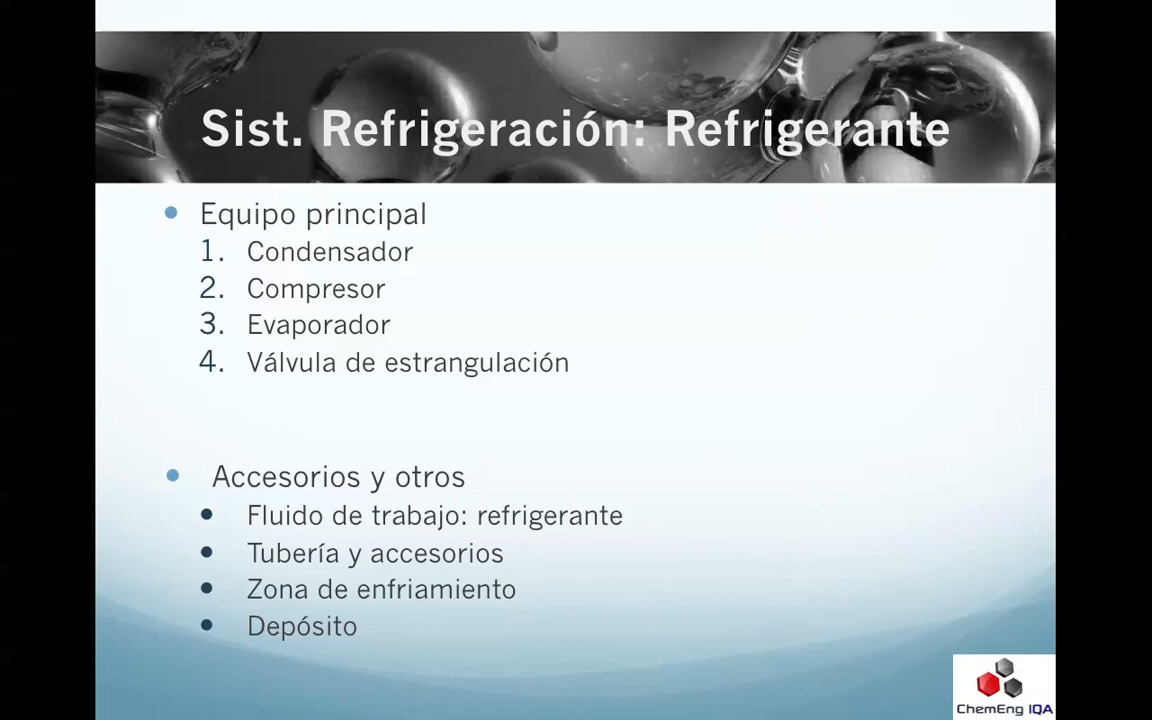 Sist. Refrigeración: Refrigerante
• Equipo principal
1. Condensador
2. Compresor
3. Evaporador
4. Válvula de estrangulación
• Accesorios y otros
• Fluido de trabajo: refrigerante
• Tubería y accesorios
• Zona de enfriamiento
• Depósito
ChemEng IQA